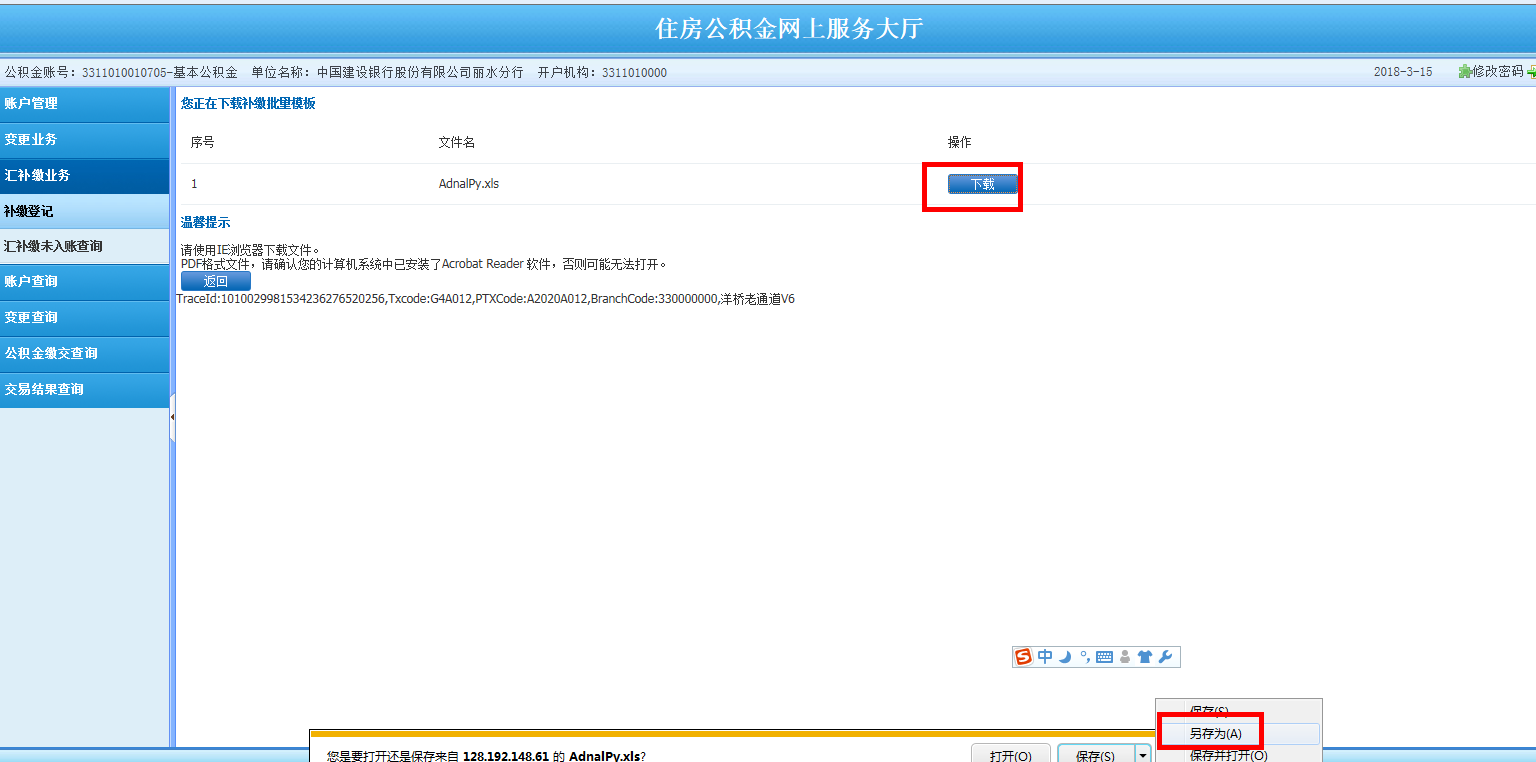 住房公积金网上服务大厅
公积金账号：3311010010705-基本公积金 单位名称：中国建设银行股份有限公司丽水分行 开户机构：3311010000 2018-3-15 修改密码
账户管理
变更业务
汇补缴业务
补缴登记
汇补缴未入账查询
账户查询
变更查询
公积金缴交查询
交易结果查询
您正在下载补缴批量模板
序号 文件名 操作
1 AdnalPy.xls 下载
温馨提示
请使用IE浏览器下载文件。
PDF格式文件，请确认您的计算机系统中已安装了Acrobat Reader 软件，否则可能无法打开。
返回
TraceId:1010029981534236276520256,Txcode:G4A012,PTXCode:A2020A012,BranchCode:330000000,洋桥老通道V6
中
保存(S)
另存为(A)
保存并打开(O)
您是要打开还是保存来自 128.192.148.61 的 AdnalPy.xls? 打开(O) 保存(S)